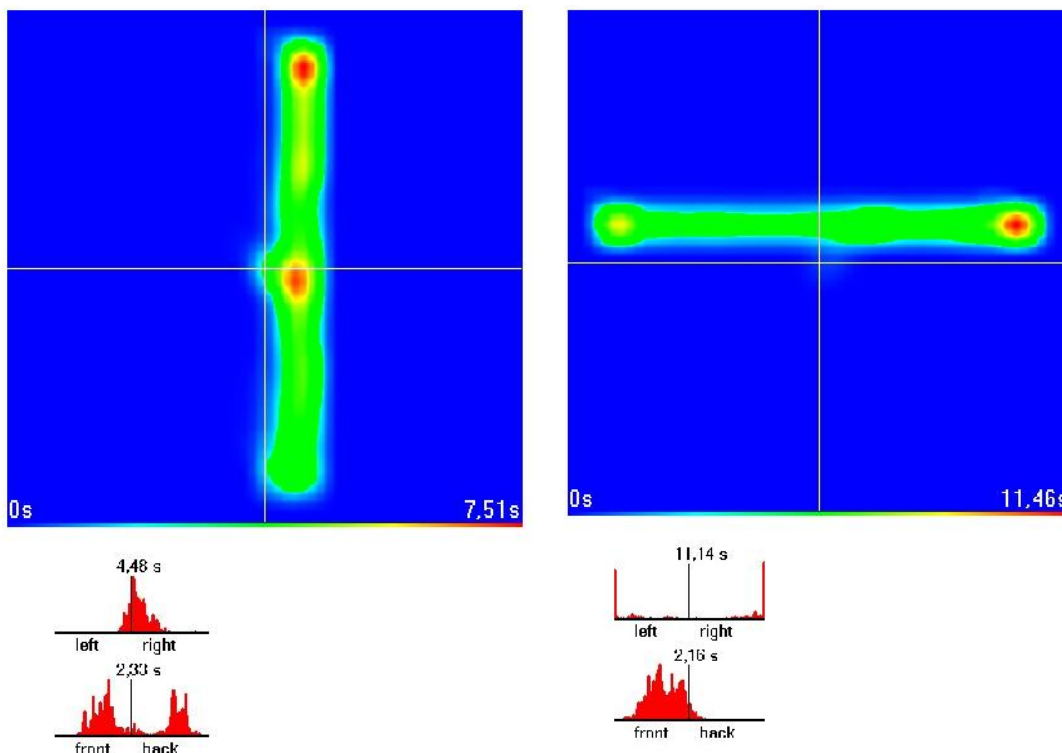 0s 7,51s
0s 11,46s
4,48 s
left right
2,33 s
front back
11,14 s
left right
2,16 s
front back